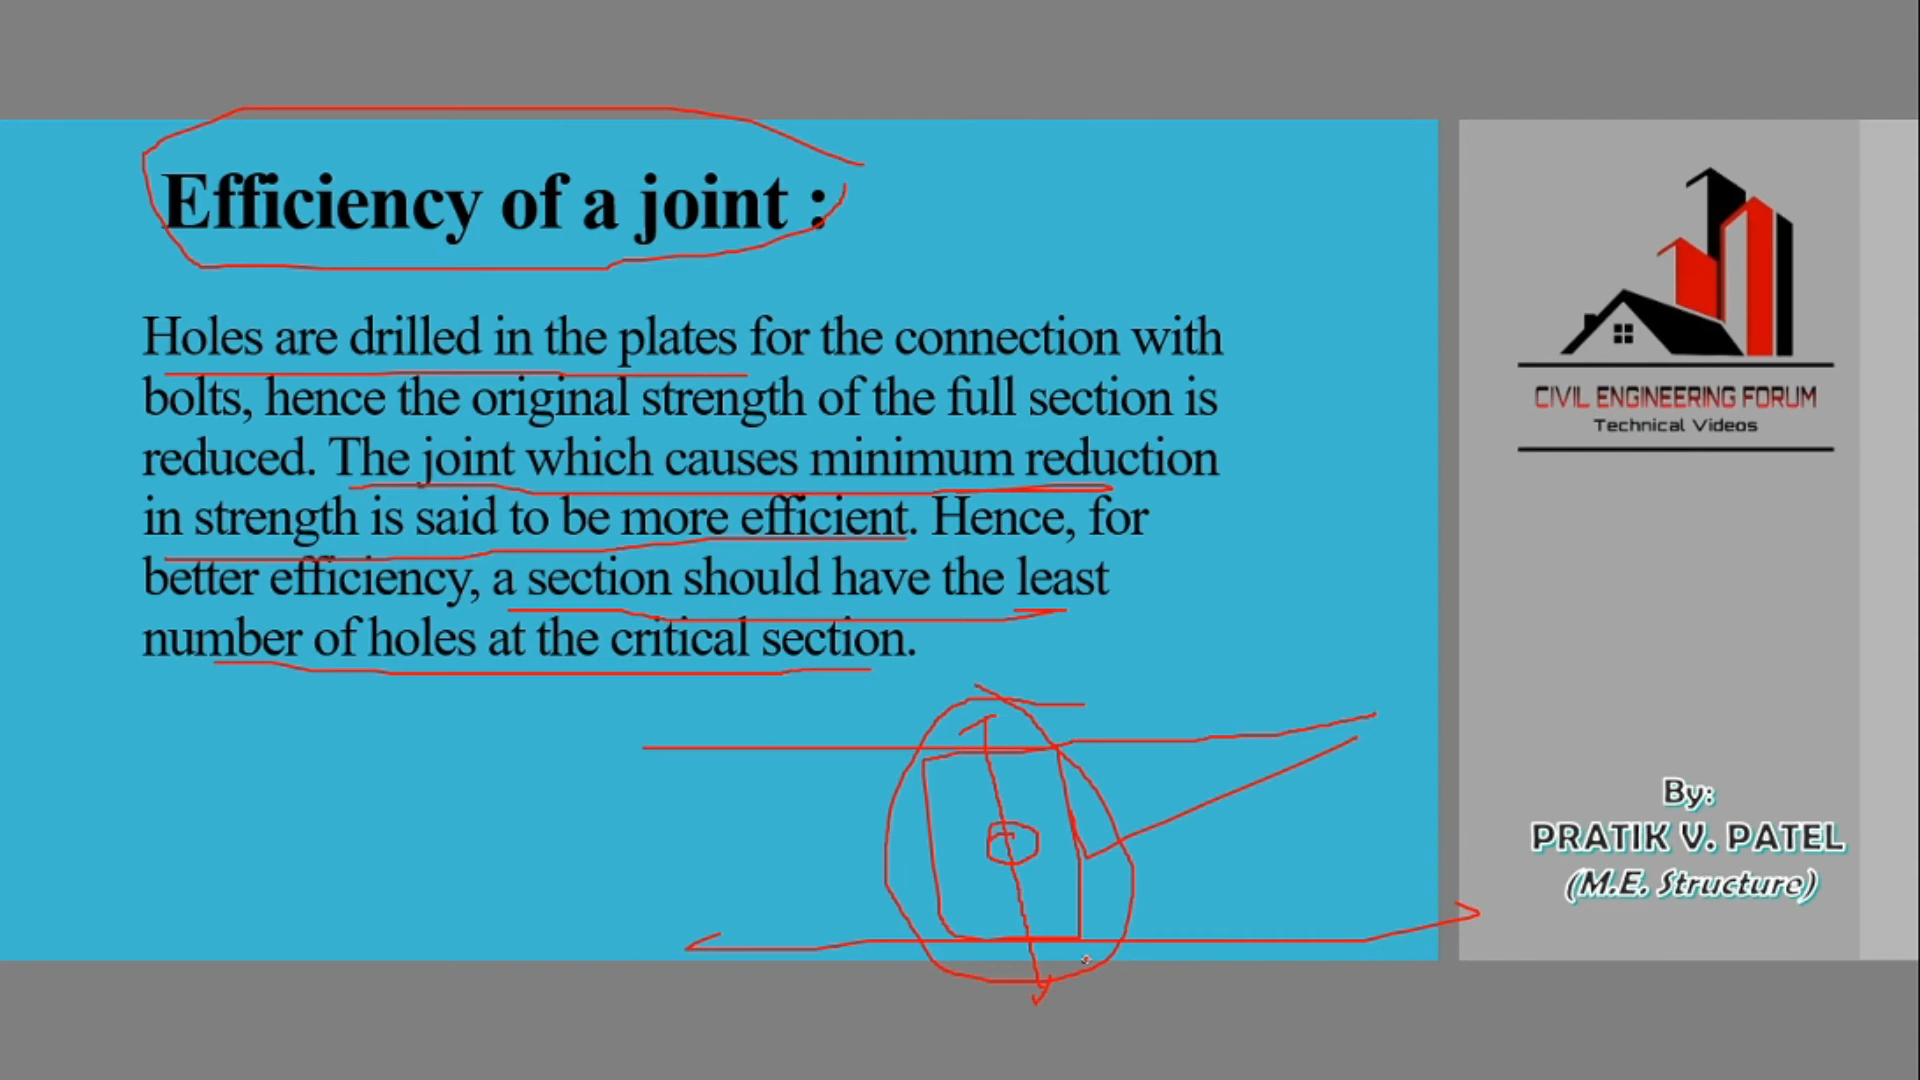 Efficiency of a joint :
Holes are drilled in the plates for the connection with
bolts, hence the original strength of the full section is
reduced. The joint which causes minimum reduction
in strength is said to be more efficient. Hence, for
better efficiency, a section should have the least
number of holes at the critical section.
CIVIL ENGINEERING FORUM
Technical Videos
By:
PRATIK V. PATEL
(M.E. Structure)